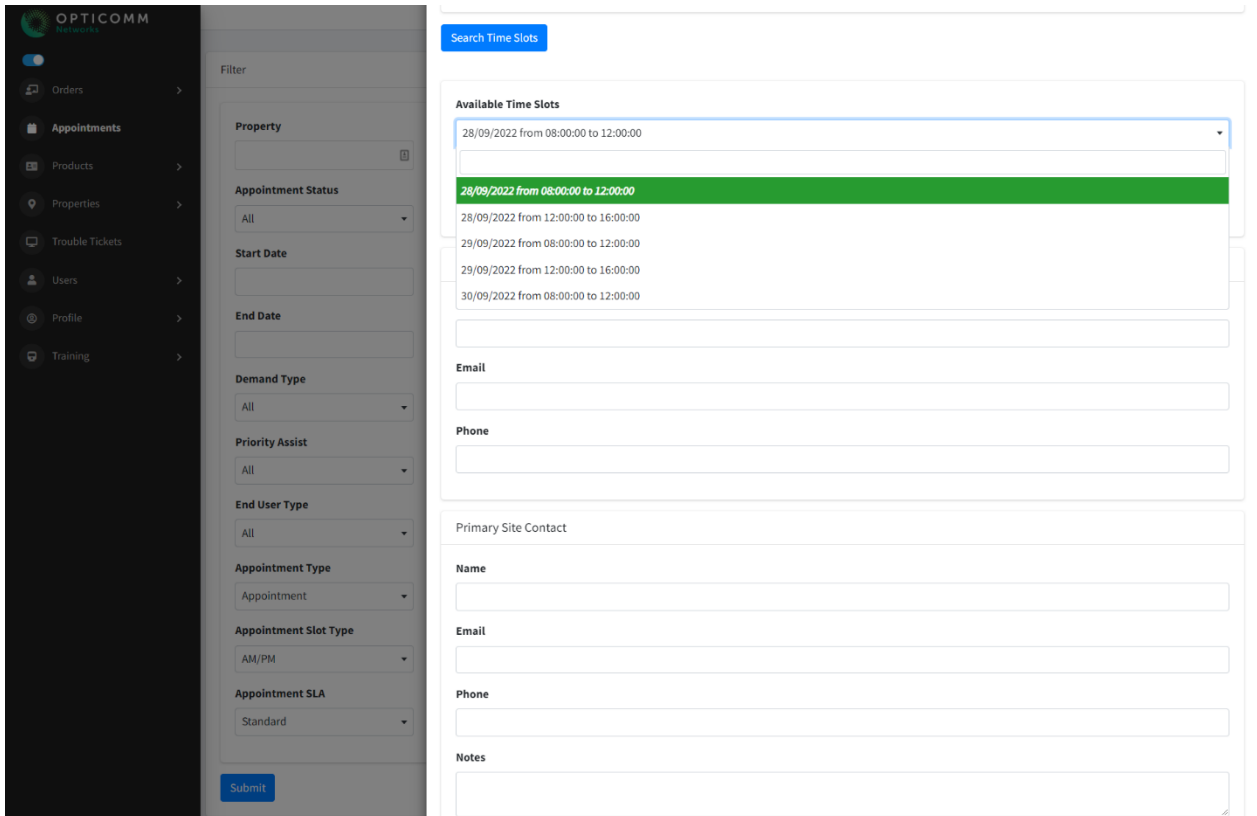 OPTICOMM
Networks
Orders
Appointments
Products
Properties
Trouble Tickets
Users
Profile
Training
Filter
Property
Appointment Status
All
Start Date
End Date
Demand Type
All
Priority Assist
All
End User Type
All
Appointment Type
Appointment
Appointment Slot Type
AM/PM
Appointment SLA
Standard
Submit
Search Time Slots
Available Time Slots
28/09/2022 from 08:00:00 to 12:00:00
28/09/2022 from 08:00:00 to 12:00:00
28/09/2022 from 12:00:00 to 16:00:00
29/09/2022 from 08:00:00 to 12:00:00
29/09/2022 from 12:00:00 to 16:00:00
30/09/2022 from 08:00:00 to 12:00:00
Email
Phone
Primary Site Contact
Name
Email
Phone
Notes